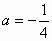 a = −1/4